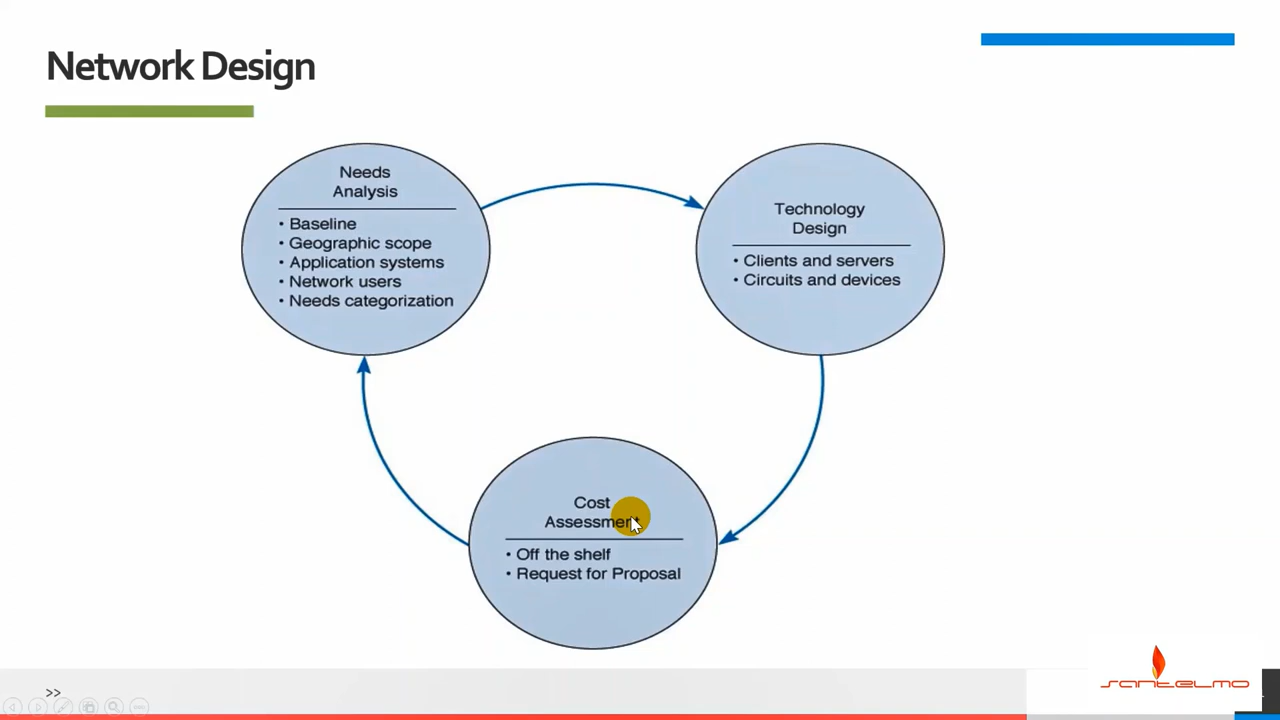 Network Design
Needs
Analysis
• Baseline
• Geographic scope
• Application systems
• Network users
• Needs categorization
Technology
Design
• Clients and servers
• Circuits and devices
Cost
Assessment
• Off the shelf
• Request for Proposal
>>
santelmo